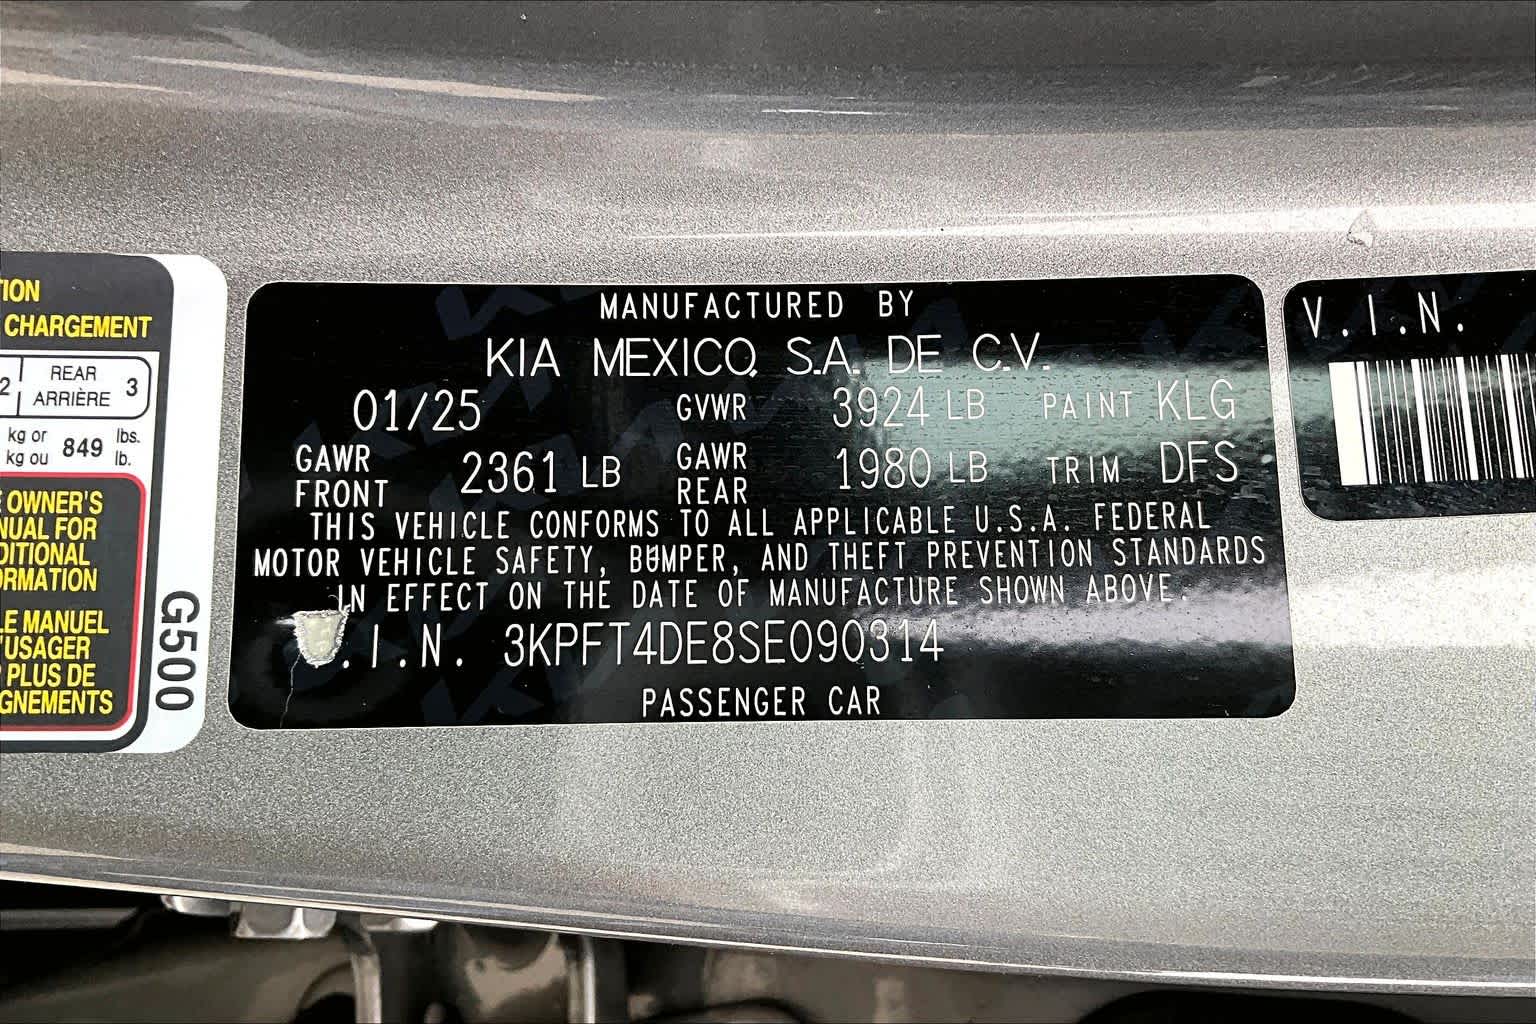 TION
CHARGEMENT
2 REAR ARRIÈRE 3
kg or kg ou 849 lbs. lb.
OWNER'S
NUAL FOR
DITIONAL
ORMATION
LE MANUEL
'USAGER
PLUS DE
GNEMENTS
G500
MANUFACTURED BY
KIA MEXICO, S.A. DE C.V.
01/25 GVWR 3924 LB PAINT KLG
GAWR FRONT 2361 LB GAWR REAR 1980 LB TRIM DFS
THIS VEHICLE CONFORMS TO ALL APPLICABLE U.S.A. FEDERAL
MOTOR VEHICLE SAFETY, BUMPER, AND THEFT PREVENTION STANDARDS
IN EFFECT ON THE DATE OF MANUFACTURE SHOWN ABOVE.
.I.N. 3KPFT4DE8SE090314
PASSENGER CAR
V.I.N.